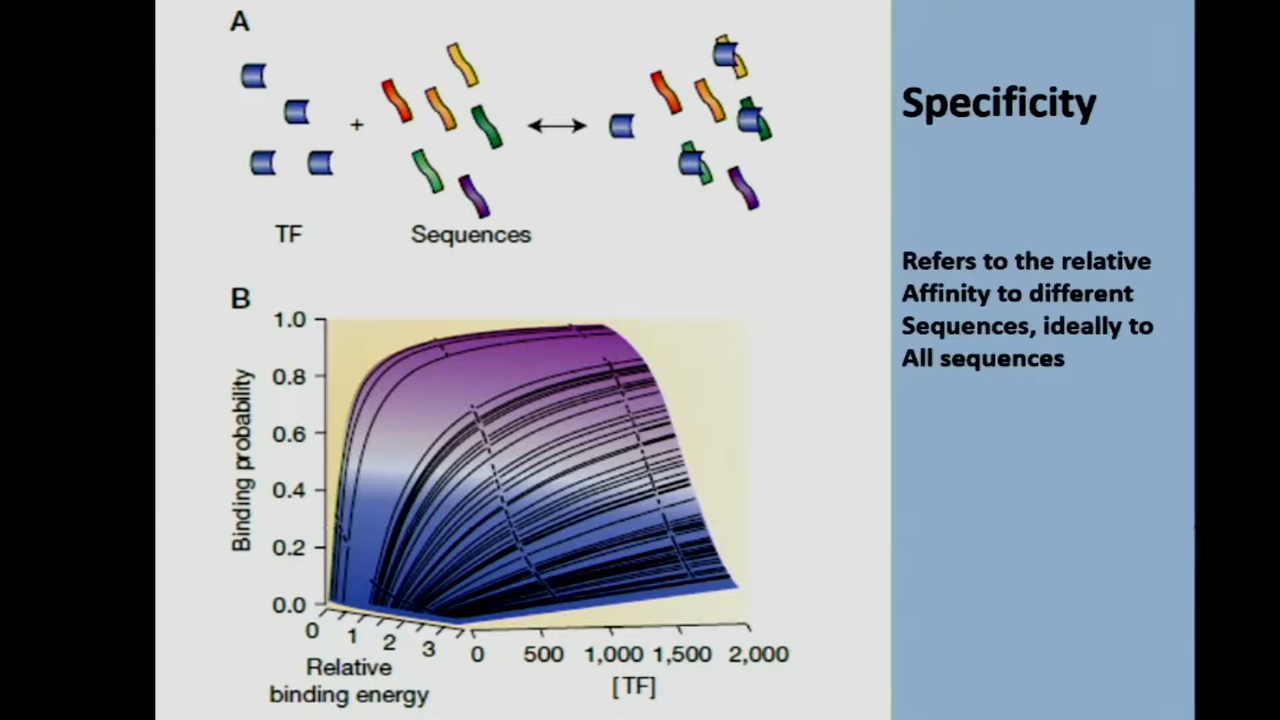 A
+
TF
Sequences
B
1.0
0.8
0.6
0.4
0.2
0.0
Binding probability
0
1
2
3
Relative
binding energy
0
500
1,000
1,500
2,000
[TF]
Specificity
Refers to the relative
Affinity to different
Sequences, ideally to
All sequences